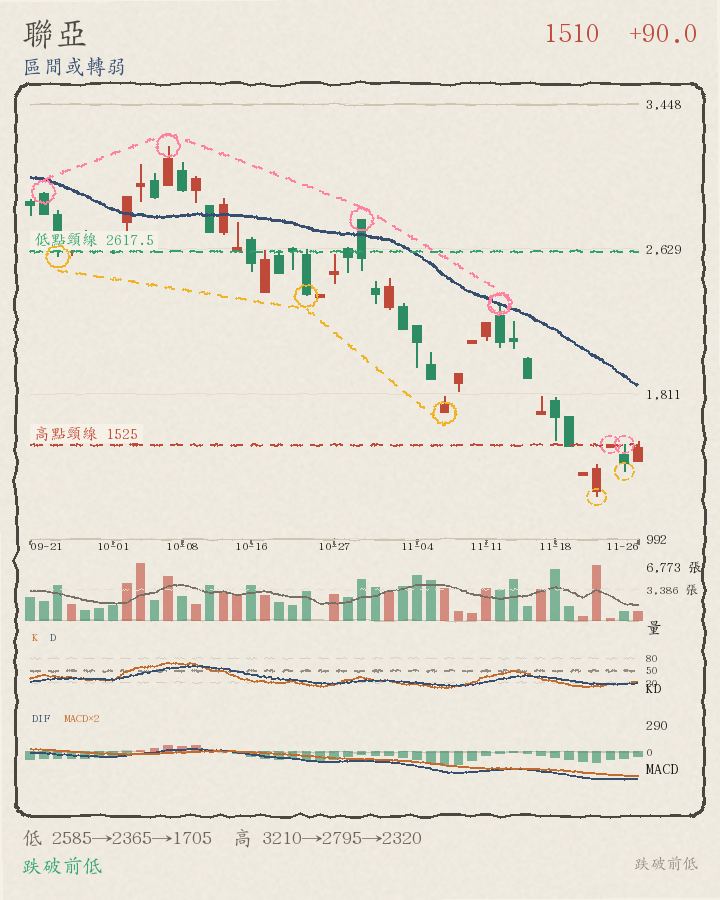 聯亞
1510 +90.0
區間或轉弱
3,448
低點頸線 2617.5
2,629
1,811
高點頸線 1525
992
09-21 10-01 10-08 10-16 10-27 11-04 11-11 11-18 11-26
6,773 張
3,386 張
量
K D
80
50
20
KD
DIF MACD×2
290
0
MACD
低 2585→2365→1705 高 3210→2795→2320
跌破前低
跌破前低